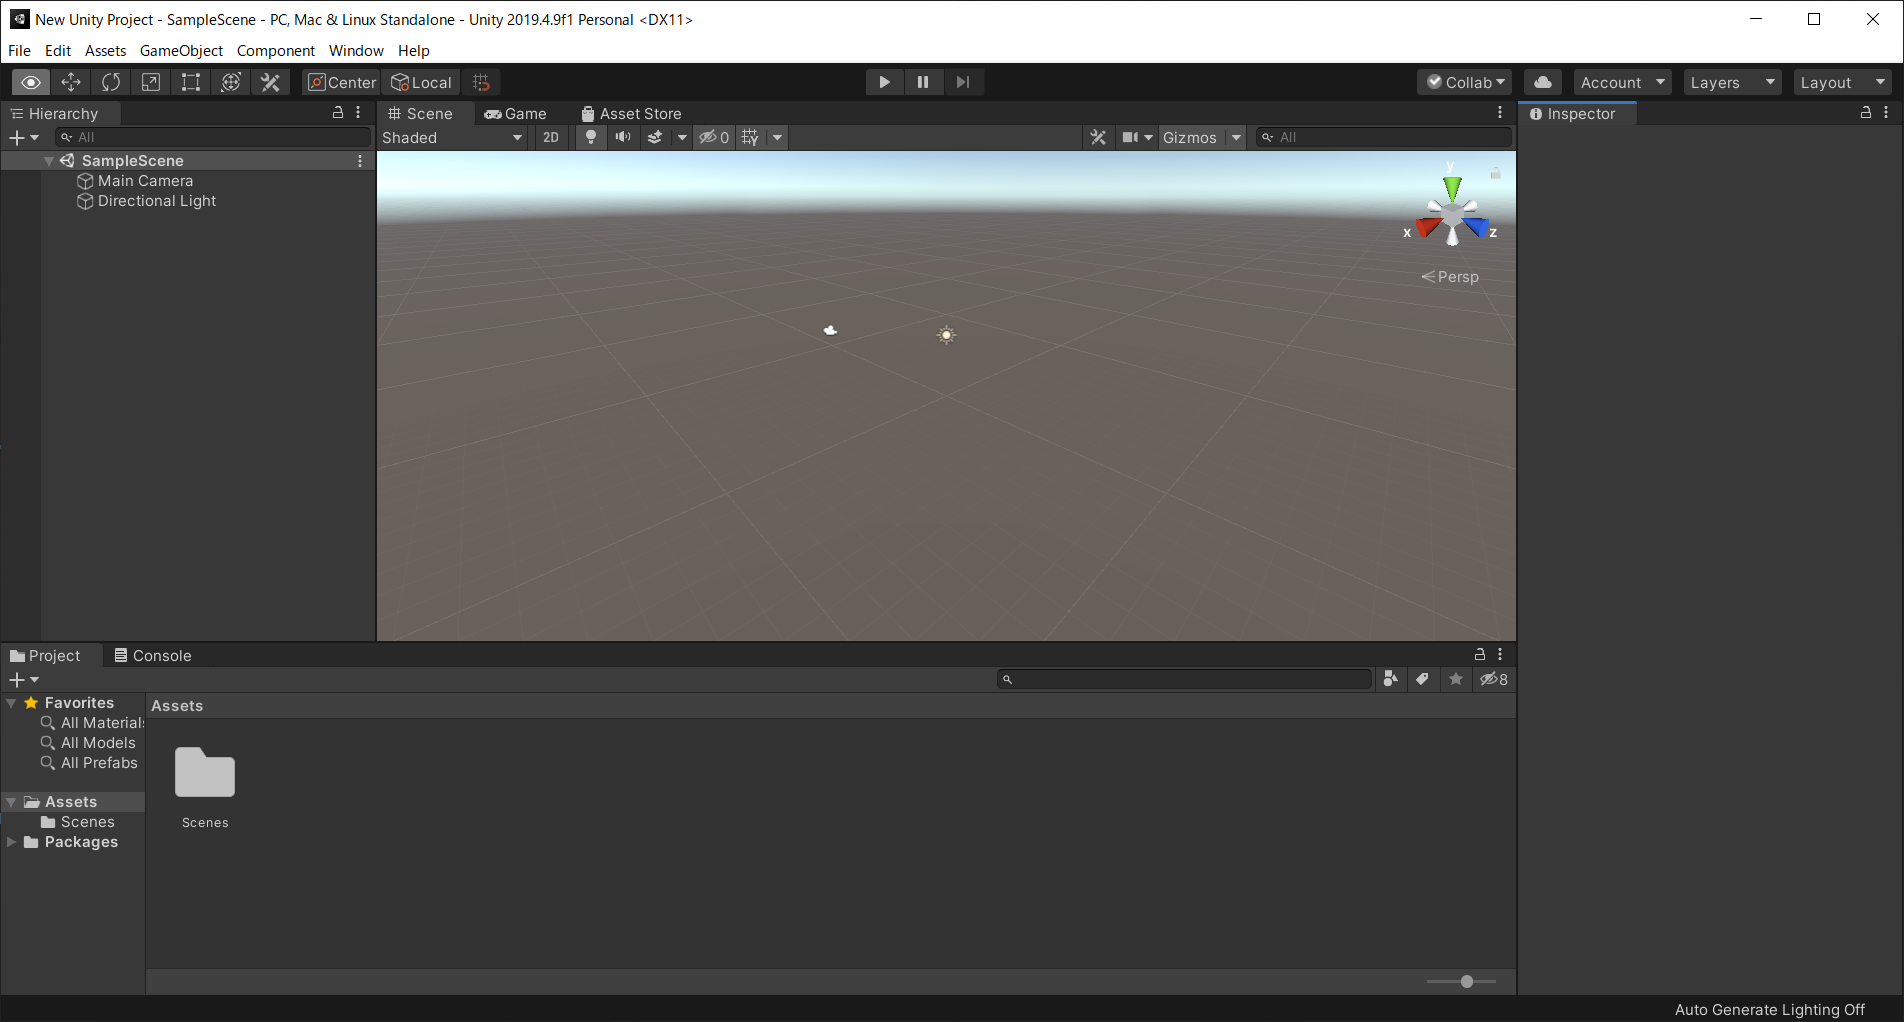 New Unity Project - SampleScene - PC, Mac & Linux Standalone - Unity 2019.4.9f1 Personal <DX11>
File Edit Assets GameObject Component Window Help
Center Local Collab Account Layers Layout
Hierarchy
All
SampleScene
Main Camera
Directional Light
Scene Game Asset Store
Shaded 2D 0 Gizmos All
y
x z
Persp
Inspector
Project Console
8
Favorites
All Materials
All Models
All Prefabs
Assets
Scenes
Packages
Assets
Scenes
Auto Generate Lighting Off